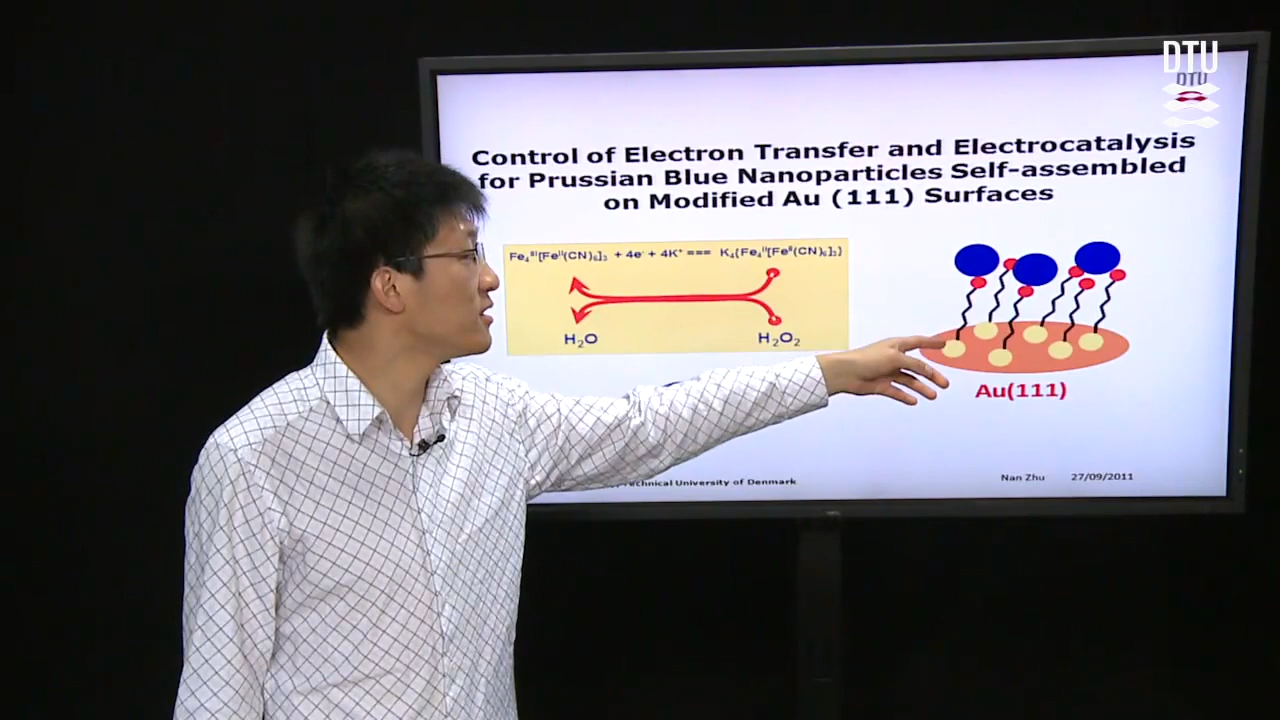 DTU
DTU
Control of Electron Transfer and Electrocatalysis
for Prussian Blue Nanoparticles Self-assembled
on Modified Au (111) Surfaces
Fe₄ᴵᴵᴵ[Feᴵᴵ(CN)₆]₃ + 4e⁻ + 4K⁺ === K₄{Fe₄ᴵᴵ[Feᴵᴵ(CN)₆]₃}
H₂O
H₂O₂
Au(111)
Technical University of Denmark
Nan Zhu 27/09/2011